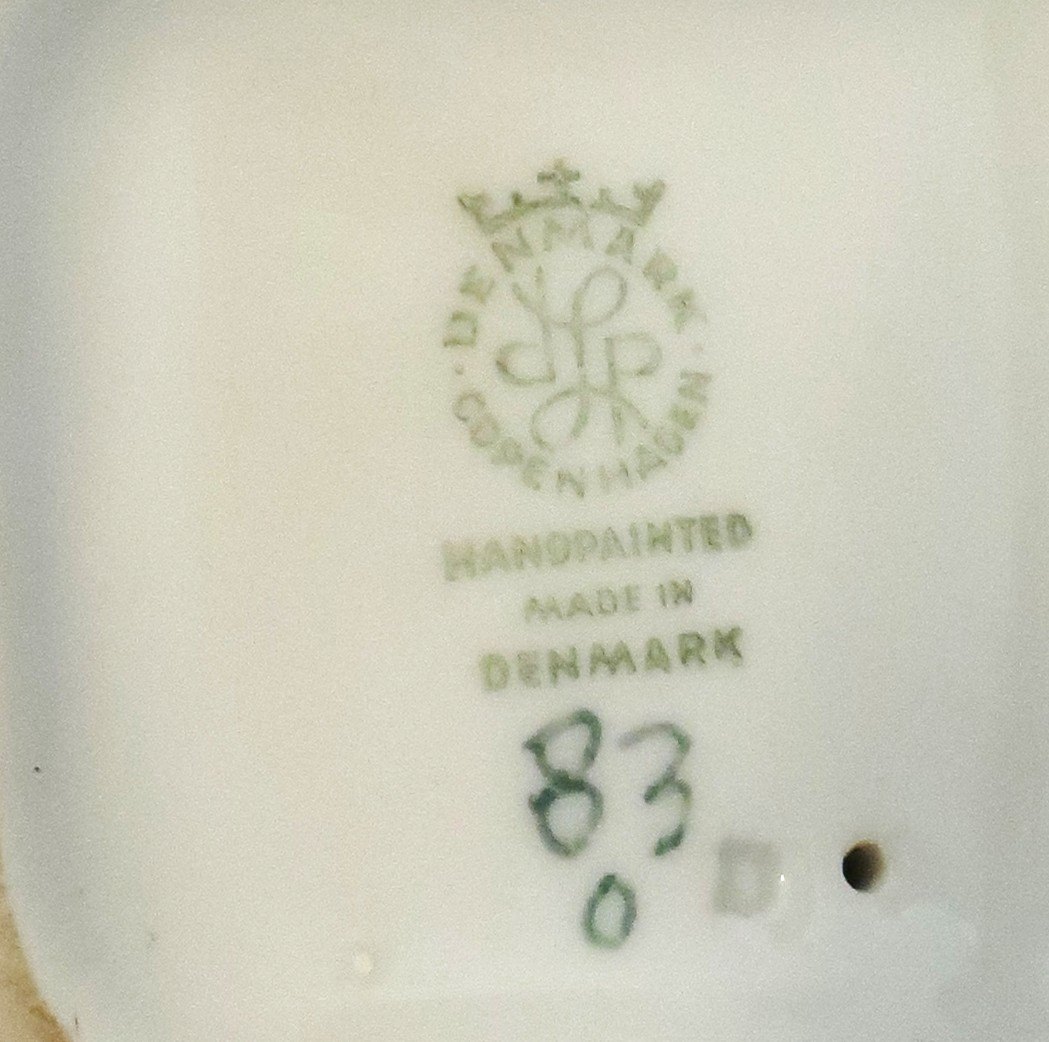 DENMARK
COPENHAGEN
HANDPAINTED
MADE IN
DENMARK
83
0